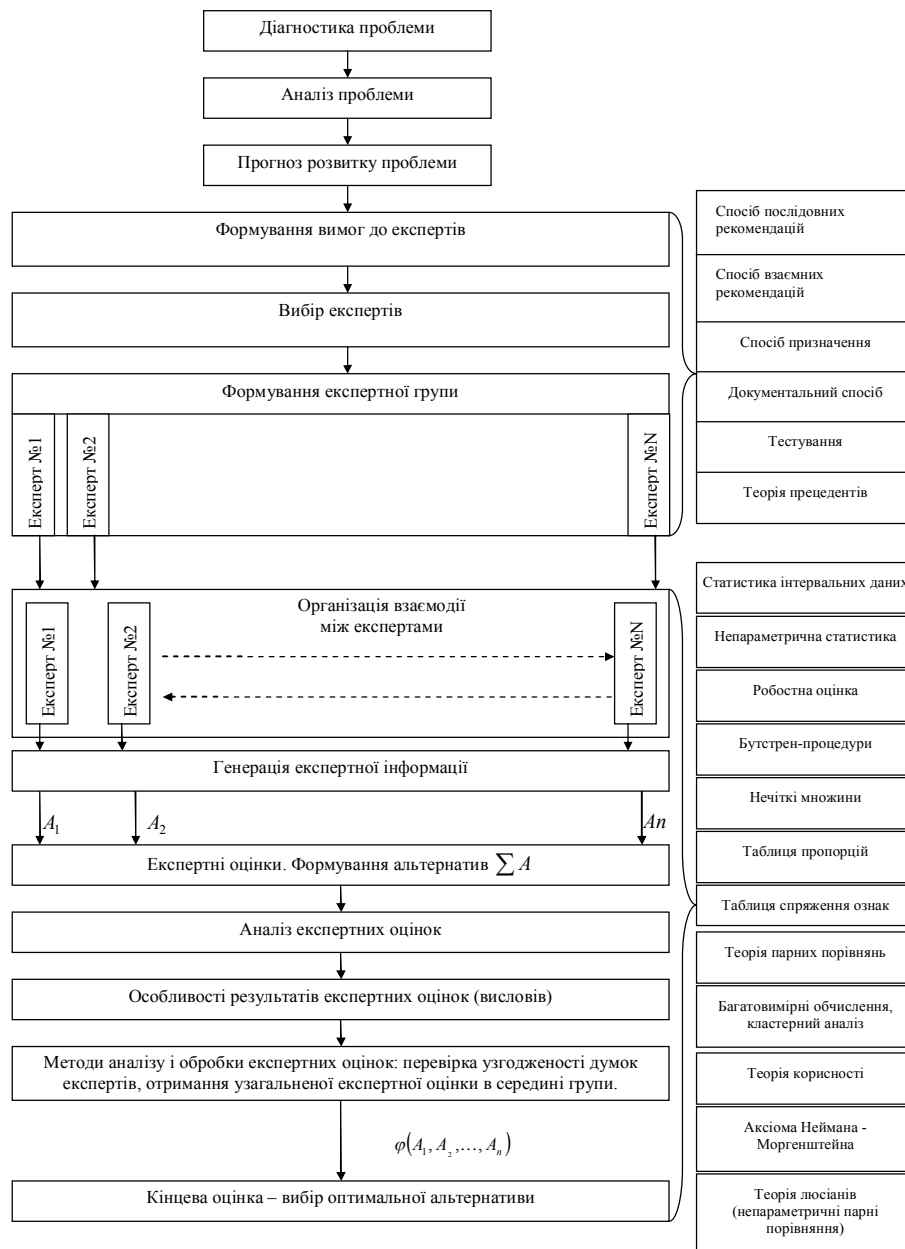 Діагностика проблеми
Аналіз проблеми
Прогноз розвитку проблеми
Формування вимог до експертів
Вибір експертів
Формування експертної групи
Експерт №1
Експерт №2
Експерт №N
Організація взаємодії
між експертами
Експерт №1
Експерт №2
Експерт №N
Генерація експертної інформації
A₁
A₂
An
Експертні оцінки. Формування альтернатив ∑ A
Аналіз експертних оцінок
Особливості результатів експертних оцінок (висловів)
Методи аналізу і обробки експертних оцінок: перевірка узгодженості думок
експертів, отримання узагальненої експертної оцінки в середині групи.
φ(A₁, A₂,…, Aₙ)
Кінцева оцінка – вибір оптимальної альтернативи
Спосіб послідовних
рекомендацій
Спосіб взаємних
рекомендацій
Спосіб призначення
Документальний спосіб
Тестування
Теорія прецедентів
Статистика інтервальних даних
Непараметрична статистика
Робостна оцінка
Бутстрен-процедури
Нечіткі множини
Таблиця пропорцій
Таблиця спряження ознак
Теорія парних порівнянь
Багатовимірні обчислення,
кластерний аналіз
Теорія корисності
Аксіома Неймана -
Моргенштейна
Теорія люсіанів
(непараметричні парні
порівняння)